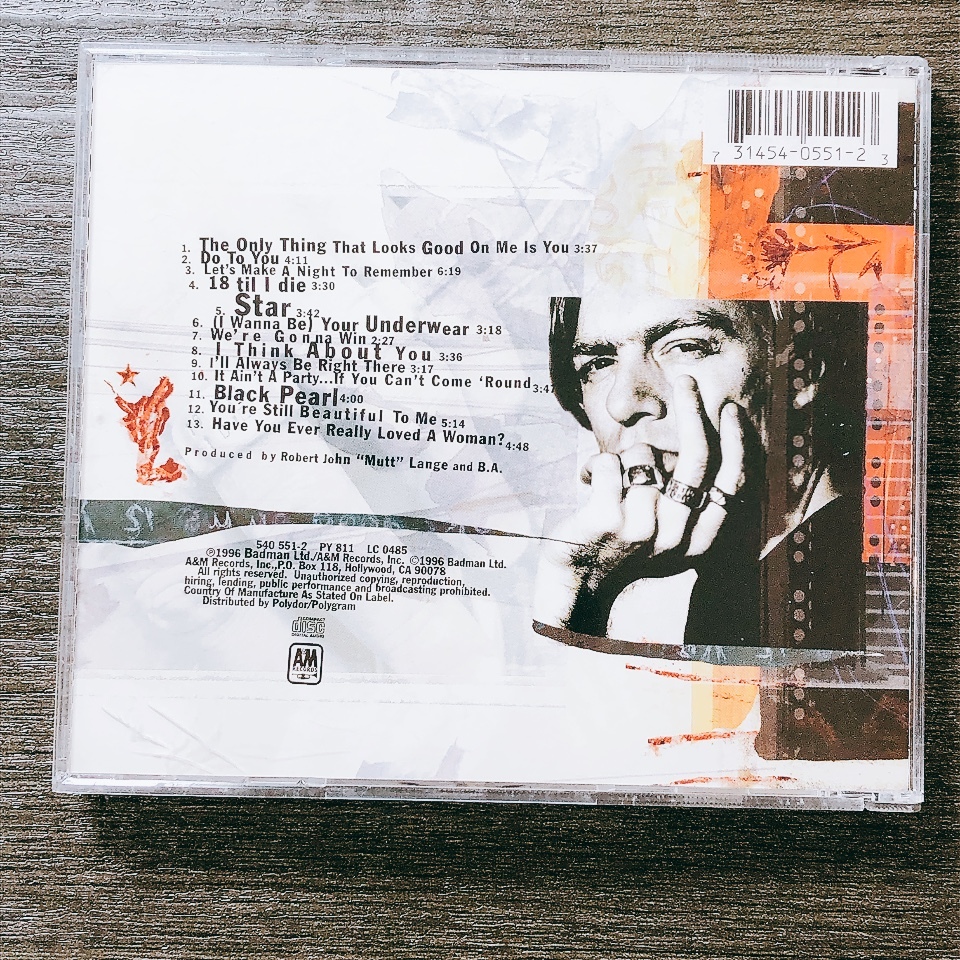 7 31454-0551-2 3
1. The Only Thing That Looks Good On Me Is You 3:37
2. Do To You 4:11
3. Let's Make A Night To Remember 6:19
4. 18 til I die 3:30
5. Star 3:42
6. (I Wanna Be) Your Underwear 3:18
7. We're Gonna Win 2:27
8. I Think About You 3:36
9. I'll Always Be Right There 3:17
10. It Ain't A Party...If You Can't Come 'Round 3:47
11. Black Pearl 4:00
12. You're Still Beautiful To Me 5:14
13. Have You Ever Really Loved A Woman? 4:48
Produced by Robert John "Mutt" Lange and B.A.
540 551-2 PY 811 LC 0485
℗1996 Badman Ltd./A&M Records, Inc. ©1996 Badman Ltd.
A&M Records, Inc.,P.O. Box 118, Hollywood, CA 90078
All rights reserved. Unauthorized copying, reproduction,
hiring, lending, public performance and broadcasting prohibited.
Country Of Manufacture As Stated On Label.
Distributed by Polydor/Polygram
COMPACT
disc
DIGITAL AUDIO
A&M
RECORDS